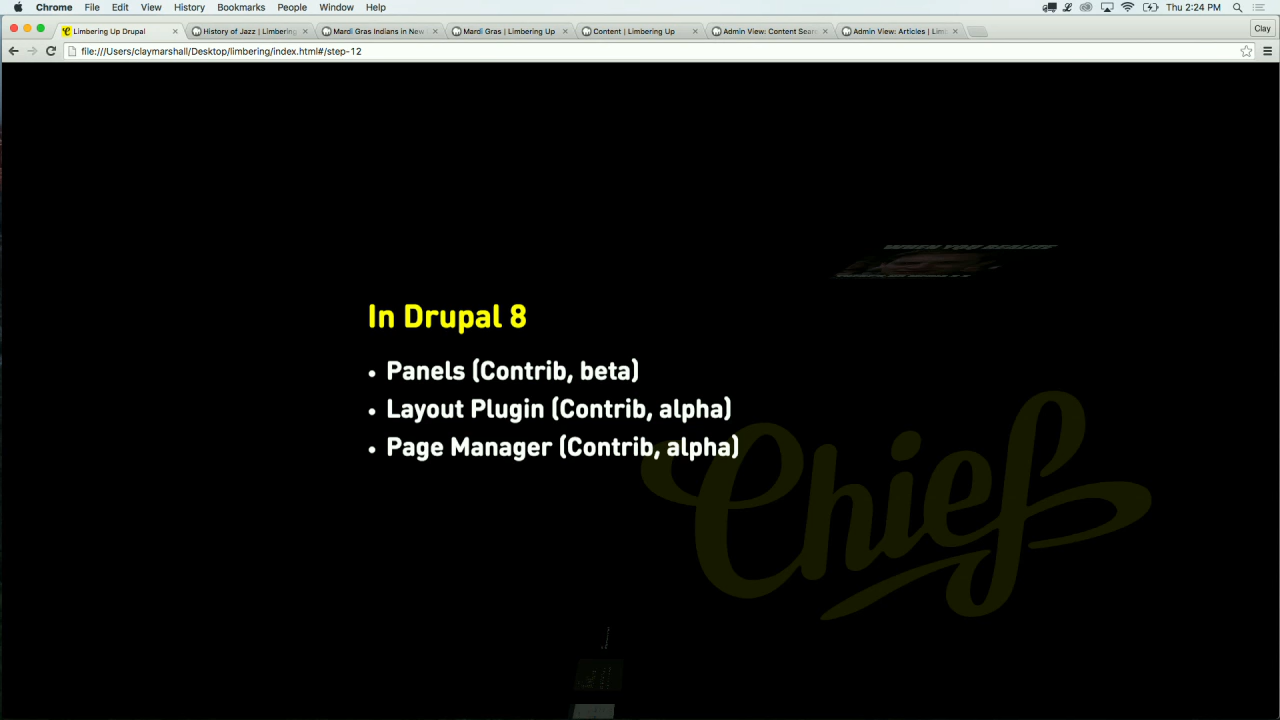 Chrome File Edit View History Bookmarks People Window Help Thu 2:24 PM
Limbering Up Drupal
History of Jazz | Limbering
Mardi Gras Indians in New
Mardi Gras | Limbering Up
Content | Limbering Up
Admin View: Content Sear
Admin View: Articles | Lim
Clay
file:///Users/claymarshall/Desktop/limbering/index.html#/step-12
In Drupal 8
• Panels (Contrib, beta)
• Layout Plugin (Contrib, alpha)
• Page Manager (Contrib, alpha)
Chief